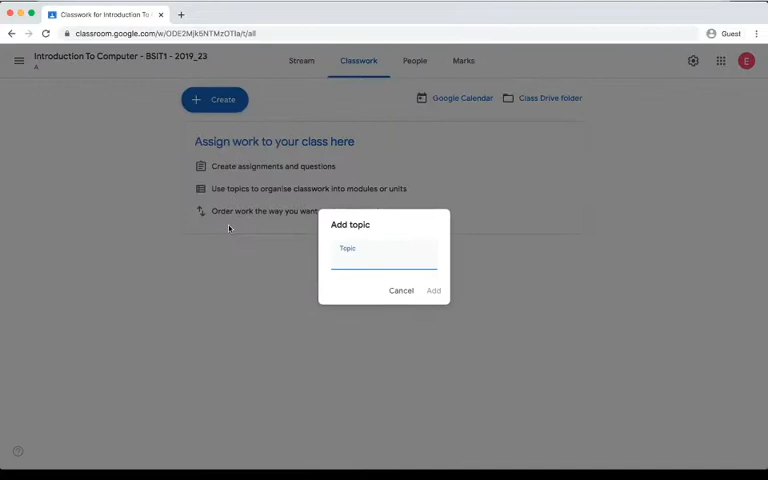 Classwork for Introduction To
classroom.google.com/w/ODE2Mjk5NTMzOTIa/t/all
Guest
Introduction To Computer - BSIT1 - 2019_23
A
Stream
Classwork
People
Marks
E
Create
Google Calendar
Class Drive folder
Assign work to your class here
Create assignments and questions
Use topics to organise classwork into modules or units
Order work the way you want
Add topic
Topic
Cancel
Add